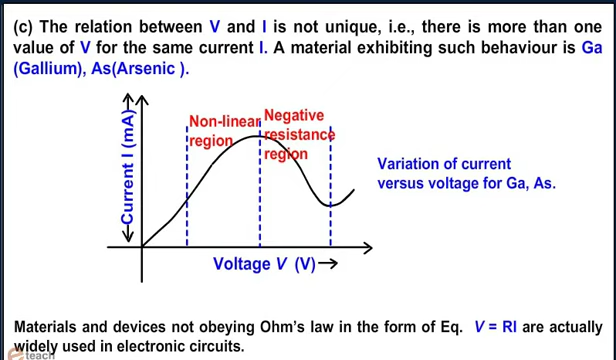 (c) The relation between V and I is not unique, i.e., there is more than one
value of V for the same current I. A material exhibiting such behaviour is Ga
(Gallium), As(Arsenic ).
Non-linear
region
Negative
resistance
region
Current I (mA)
Variation of current
versus voltage for Ga, As.
Voltage V (V)
Materials and devices not obeying Ohm's law in the form of Eq. V = RI are actually
widely used in electronic circuits.
e teach